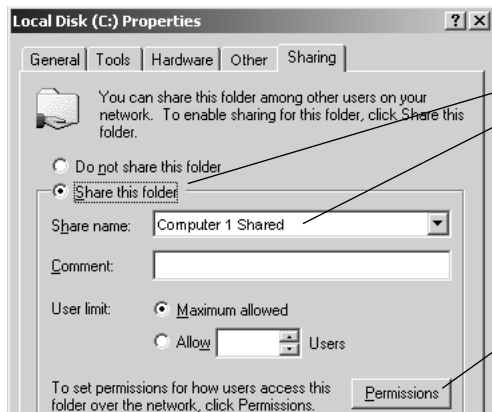 Local Disk (C:) Properties
General Tools Hardware Other Sharing
You can share this folder among other users on your
network. To enable sharing for this folder, click Share this
folder.
Do not share this folder
Share this folder
Share name: Computer 1 Shared
Comment:
User limit: Maximum allowed
Allow Users
To set permissions for how users access this
folder over the network, click Permissions.
Permissions